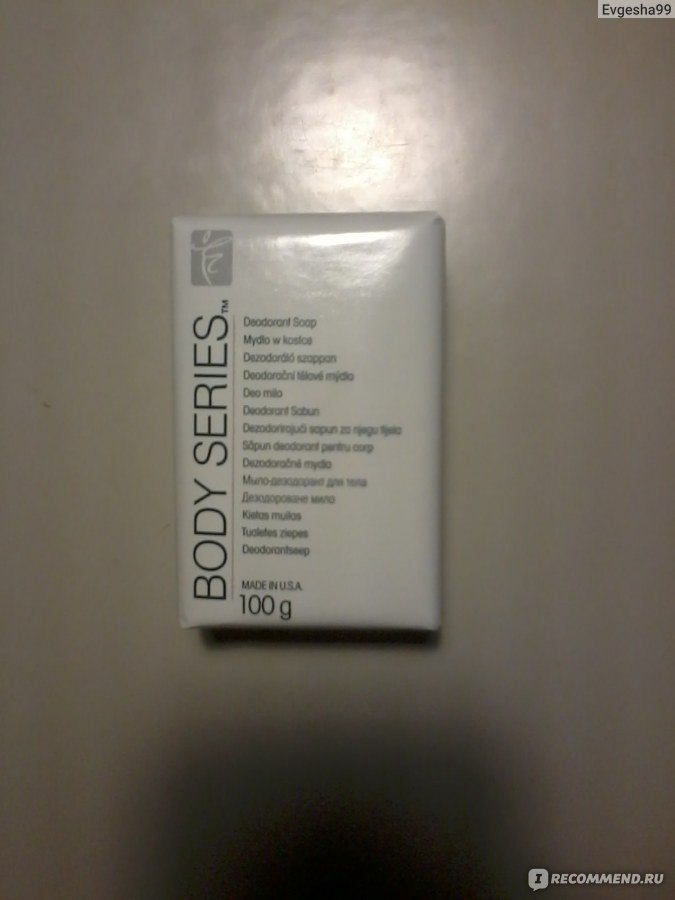 Evgesha99
BODY SERIES™
Deodorant Soap
Mydło w kostce
Dezodoráló szappan
Deodorační tělové mýdlo
Deo milo
Deodorant Sabun
Dezodorirajući sapun za njegu tijela
Săpun deodorant pentru corp
Dezodoračné mydlo
Мыло-дезодорант для тела
Дезодороване мило
Kietas muilas
Tualetes ziepes
Deodorantseep
MADE IN U.S.A.
100 g
IRECOMMEND.RU